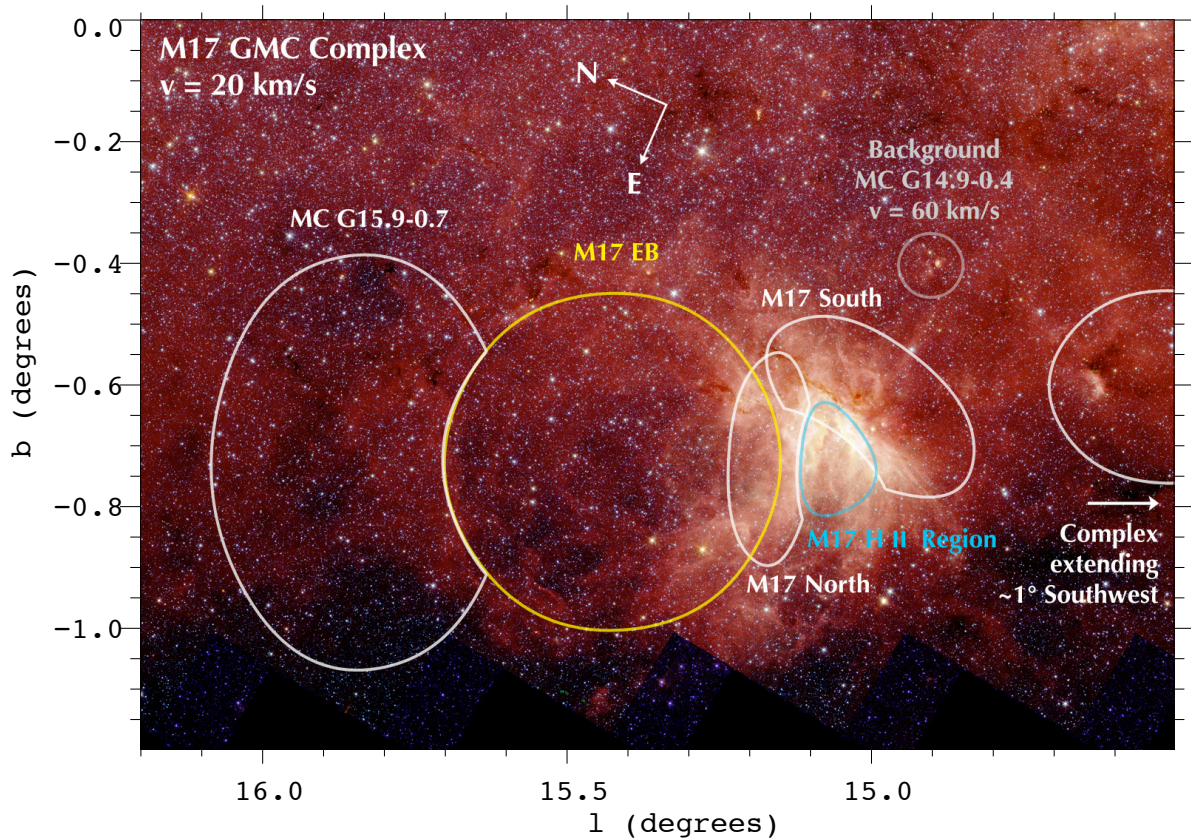 M17 GMC Complex
v = 20 km/s
N
E
Background
MC G14.9-0.4
v = 60 km/s
MC G15.9-0.7
M17 EB
M17 South
M17 H II Region
M17 North
Complex
extending
~1° Southwest
0.0
−0.2
−0.4
−0.6
−0.8
−1.0
b (degrees)
16.0
15.5
15.0
l (degrees)